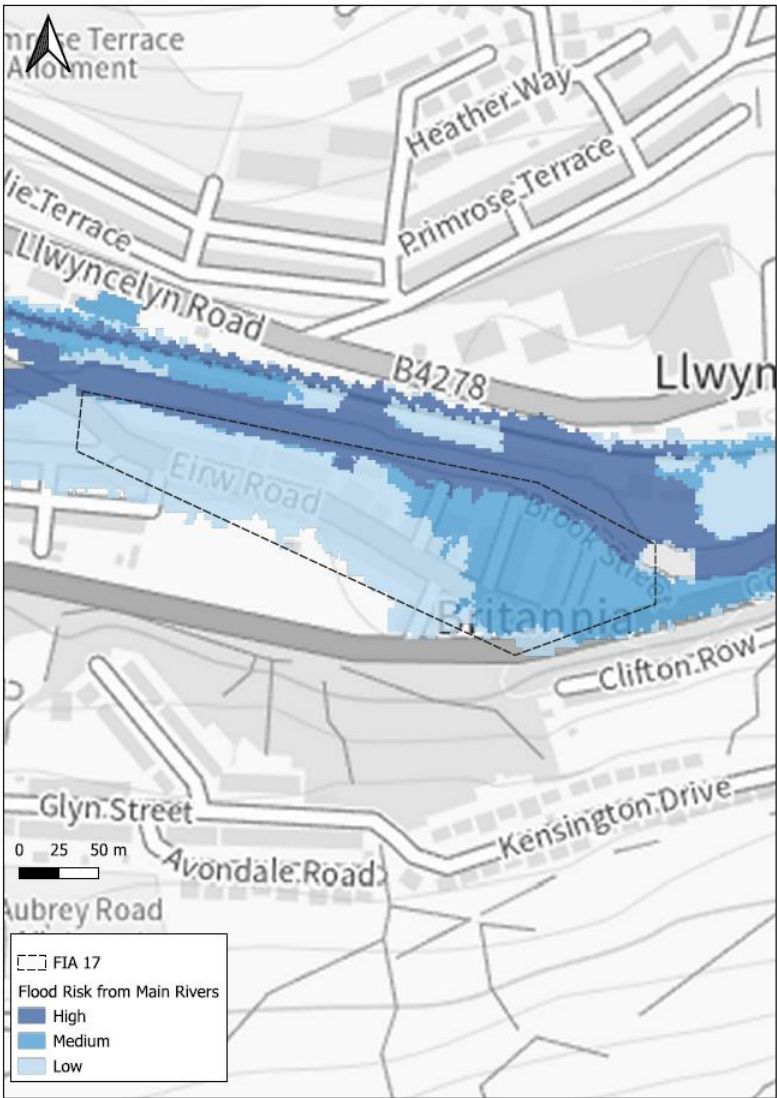 Terrace
Allotment
Heather Way
Primrose Terrace
Terrace
Llwyncelyn Road
B4278
Llwyn
Eirw Road
Brook Street
Britannia
Clifton Row
Glyn Street
Kensington Drive
Avondale Road
0 25 50 m
Aubrey Road
FIA 17
Flood Risk from Main Rivers
High
Medium
Low